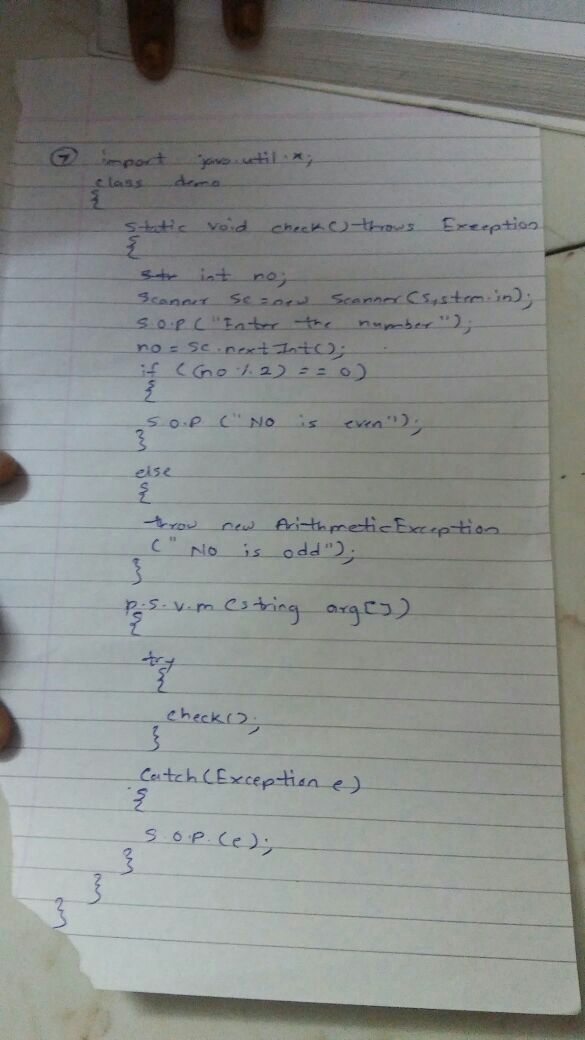 7 import java.util.*;
class demo
{
static void check() throws Exception
{
int no;
Scanner sc = new Scanner(System.in);
S.O.P("Enter the number");
no = sc.nextInt();
if ((no % 2) == 0)
{
S.O.P ("No is even");
}
else
{
throw new ArithmeticException
("No is odd");
}
p.s.v.m (string arg[])
{
try
{
check();
}
catch(Exception e)
{
S.O.P.(e);
}
}
}